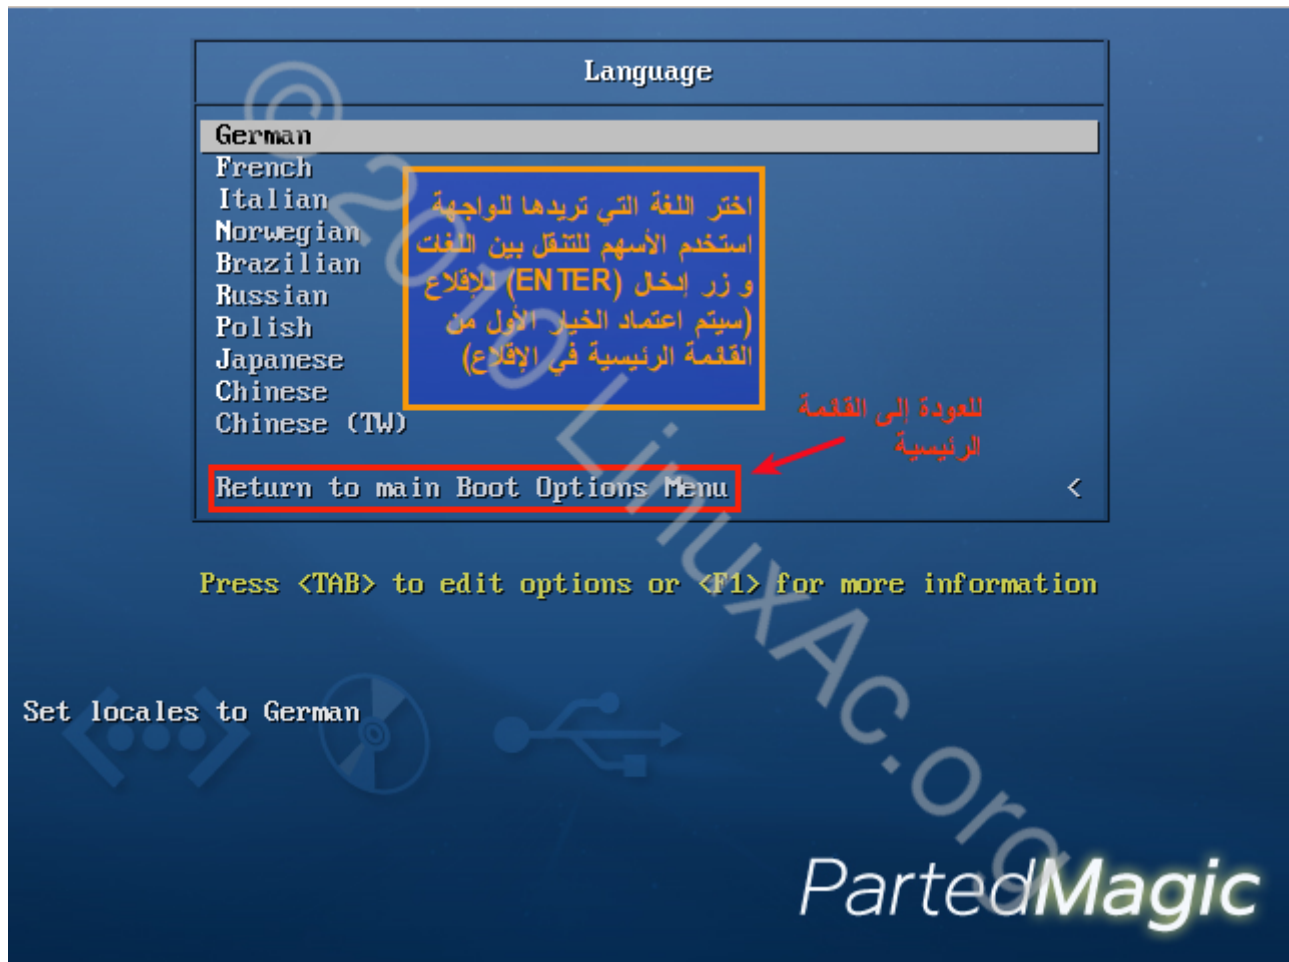 Language
German
French
Italian
Norwegian
Brazilian
Russian
Polish
Japanese
Chinese
Chinese (TW)
اختر اللغة التي تريدها للواجهة
استخدم الأسهم للتنقل بين اللغات
و زر إدخال (ENTER) للإقلاع
(سيتم اعتماد الخيار الأول من
القائمة الرئيسية في الإقلاع)
للعودة إلى القائمة
الرئيسية
Return to main Boot Options Menu <
Press <TAB> to edit options or <F1> for more information
Set locales to German
PartedMagic
© 2010 LinuxAc.org